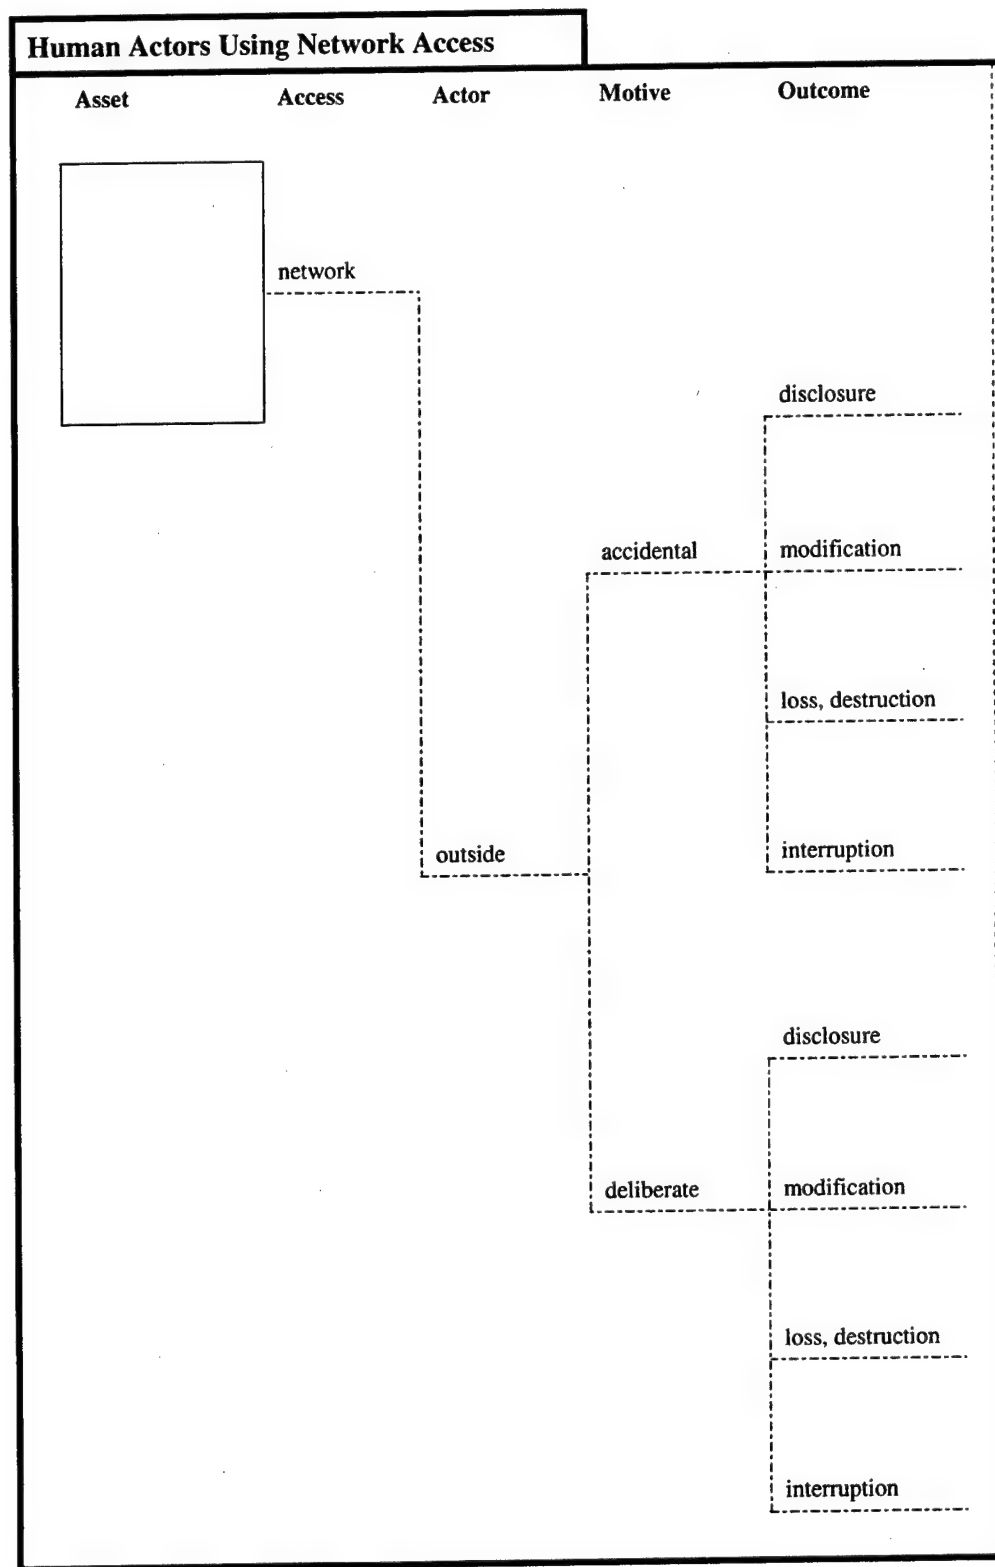 Human Actors Using Network Access
Asset Access Actor Motive Outcome
network
disclosure
accidental modification
loss, destruction
outside interruption
disclosure
deliberate modification
loss, destruction
interruption